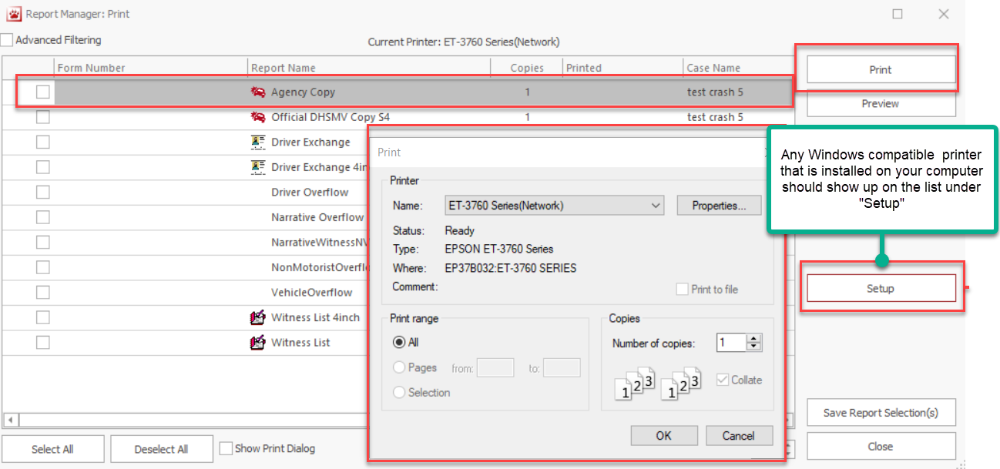 Report Manager: Print
Advanced Filtering
Current Printer: ET-3760 Series(Network)
Form Number Report Name Copies Printed Case Name
Agency Copy 1 test crash 5
Official DHSMV Copy S4 1 test crash 5
Driver Exchange
Driver Exchange 4in
Driver Overflow
Narrative Overflow
NarrativeWitnessNV
NonMotoristOverfl
VehicleOverflow
Witness List 4inch
Witness List
Print
Preview
Any Windows compatible printer
that is installed on your computer
should show up on the list under
"Setup"
Setup
Print
Printer
Name: ET-3760 Series(Network) Properties...
Status: Ready
Type: EPSON ET-3760 Series
Where: EP37B032:ET-3760 SERIES
Comment: Print to file
Print range
All
Pages from: to:
Selection
Copies
Number of copies: 1
1 2 3 1 2 3 Collate
OK Cancel
Save Report Selection(s)
Close
Select All Deselect All Show Print Dialog